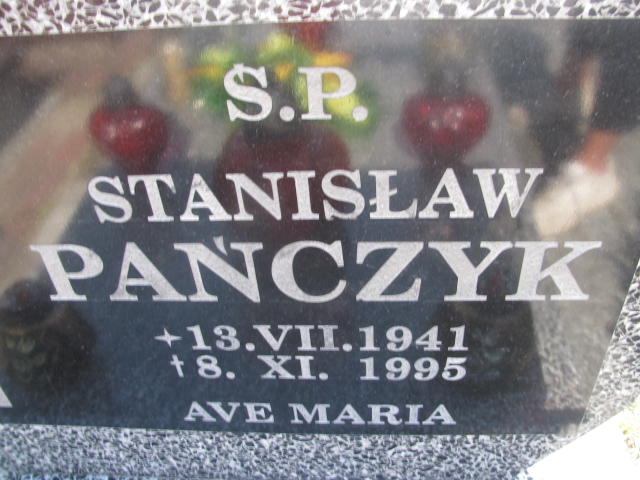 Ś.P.
STANISŁAW
PAŃCZYK
+13.VII.1941
†8. XI. 1995
AVE MARIA